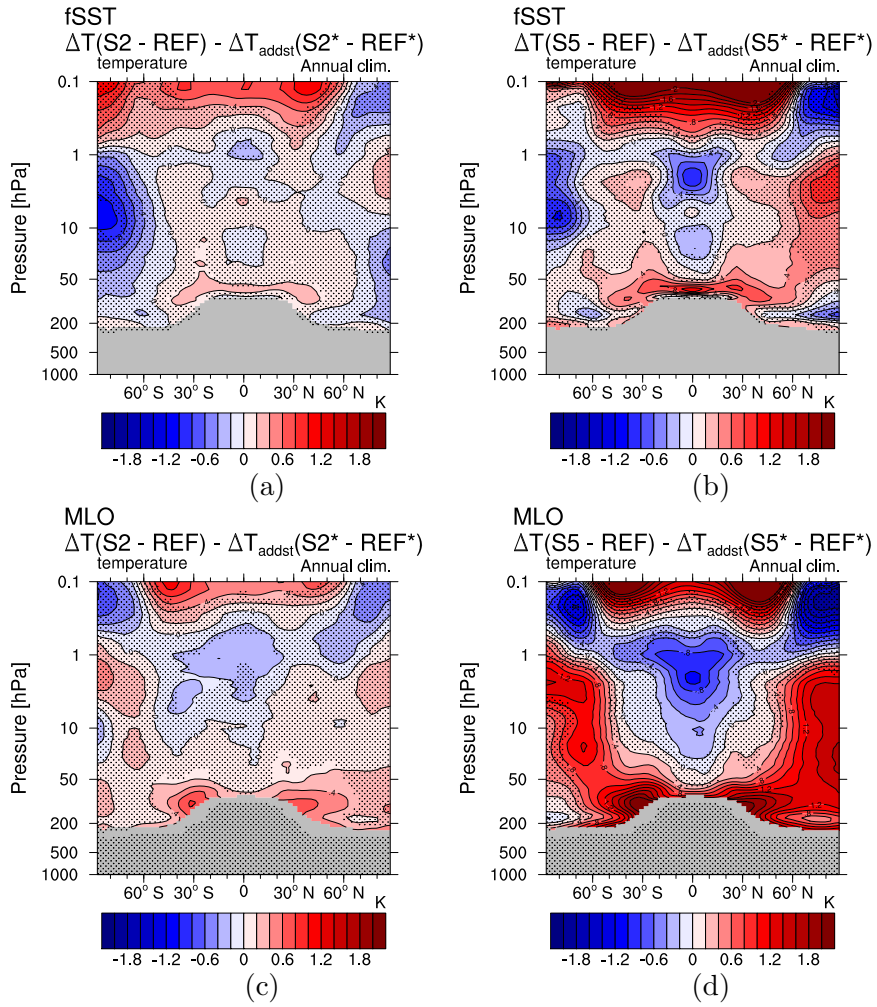 fSST
ΔT(S2 - REF) - ΔT_addst(S2* - REF*)
temperature Annual clim.
0.1
1
10
50
200
500
1000
Pressure [hPa]
60° S 30° S 0 30° N 60° N
K
-1.8 -1.2 -0.6 0 0.6 1.2 1.8
(a)
fSST
ΔT(S5 - REF) - ΔT_addst(S5* - REF*)
temperature Annual clim.
0.1
1
10
50
200
500
1000
Pressure [hPa]
60° S 30° S 0 30° N 60° N
K
-1.8 -1.2 -0.6 0 0.6 1.2 1.8
(b)
MLO
ΔT(S2 - REF) - ΔT_addst(S2* - REF*)
temperature Annual clim.
0.1
1
10
50
200
500
1000
Pressure [hPa]
60° S 30° S 0 30° N 60° N
K
-1.8 -1.2 -0.6 0 0.6 1.2 1.8
(c)
MLO
ΔT(S5 - REF) - ΔT_addst(S5* - REF*)
temperature Annual clim.
0.1
1
10
50
200
500
1000
Pressure [hPa]
60° S 30° S 0 30° N 60° N
K
-1.8 -1.2 -0.6 0 0.6 1.2 1.8
(d)